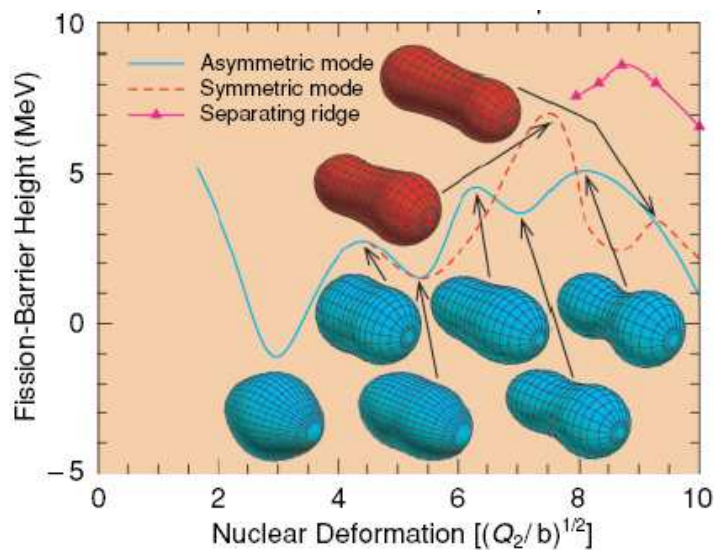 10
5
0
−5
Fission-Barrier Height (MeV)
Asymmetric mode
Symmetric mode
Separating ridge
0 2 4 6 8 10
Nuclear Deformation [(Q₂/b)^1/2]